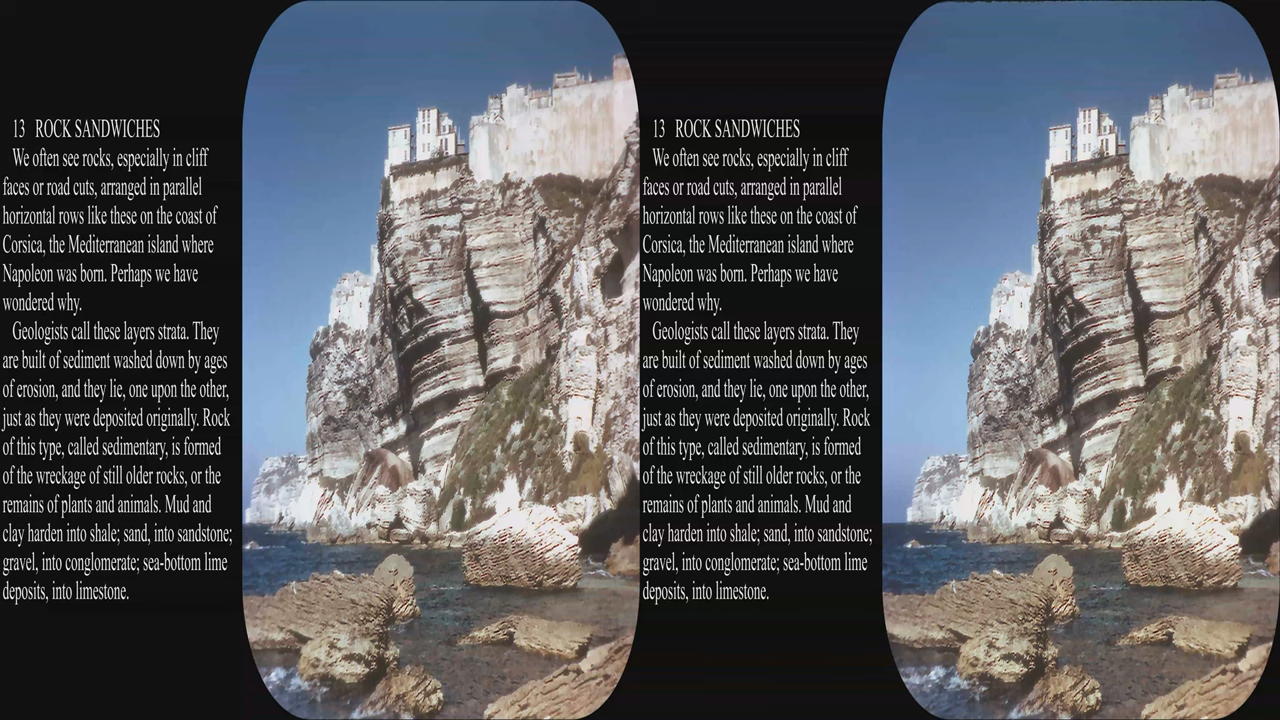 13 ROCK SANDWICHES
We often see rocks, especially in cliff
faces or road cuts, arranged in parallel
horizontal rows like these on the coast of
Corsica, the Mediterranean island where
Napoleon was born. Perhaps we have
wondered why.
Geologists call these layers strata. They
are built of sediment washed down by ages
of erosion, and they lie, one upon the other,
just as they were deposited originally. Rock
of this type, called sedimentary, is formed
of the wreckage of still older rocks, or the
remains of plants and animals. Mud and
clay harden into shale; sand, into sandstone;
gravel, into conglomerate; sea-bottom lime
deposits, into limestone.
13 ROCK SANDWICHES
We often see rocks, especially in cliff
faces or road cuts, arranged in parallel
horizontal rows like these on the coast of
Corsica, the Mediterranean island where
Napoleon was born. Perhaps we have
wondered why.
Geologists call these layers strata. They
are built of sediment washed down by ages
of erosion, and they lie, one upon the other,
just as they were deposited originally. Rock
of this type, called sedimentary, is formed
of the wreckage of still older rocks, or the
remains of plants and animals. Mud and
clay harden into shale; sand, into sandstone;
gravel, into conglomerate; sea-bottom lime
deposits, into limestone.